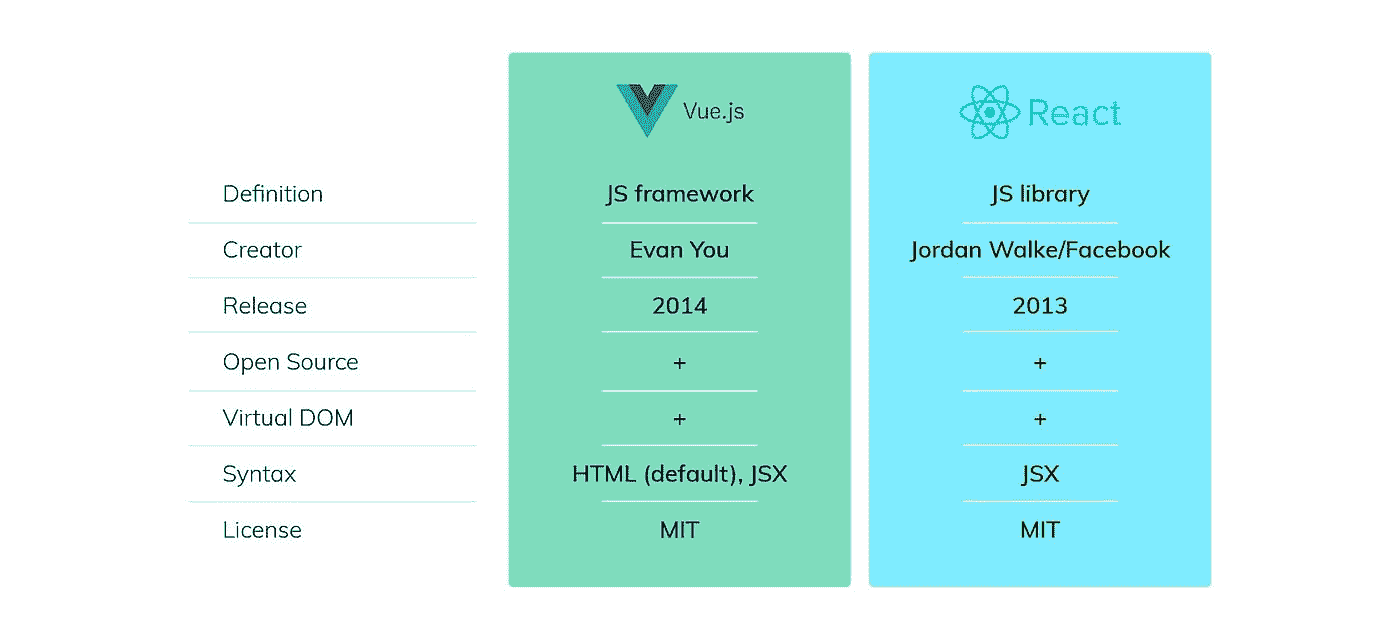 Vue.js React
Definition JS framework JS library
Creator Evan You Jordan Walke/Facebook
Release 2014 2013
Open Source + +
Virtual DOM + +
Syntax HTML (default), JSX JSX
License MIT MIT